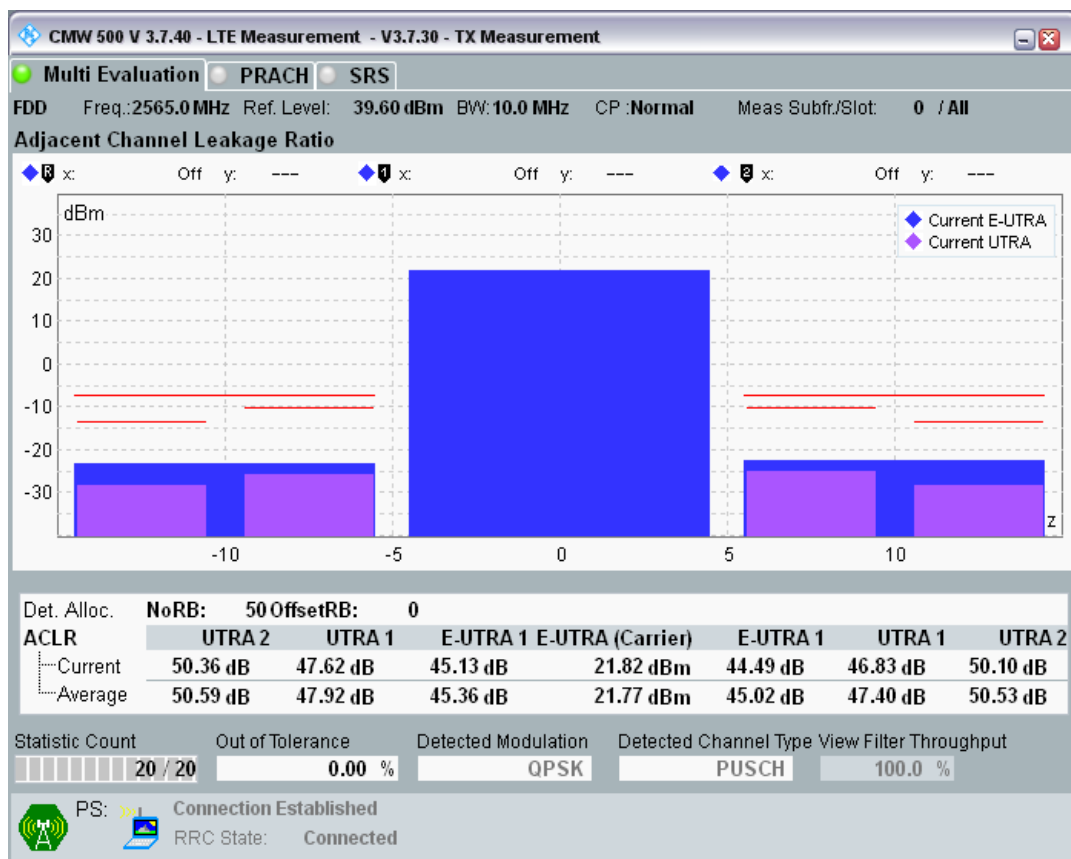 CMW 500 V 3.7.40 - LTE Measurement - V3.7.30 - TX Measurement
Multi Evaluation PRACH SRS
FDD Freq.:2565.0 MHz Ref. Level: 39.60 dBm BW:10.0 MHz CP :Normal Meas Subfr./Slot: 0 / All
Adjacent Channel Leakage Ratio
R x: Off y: --- 1 x: Off y: --- 2 x: Off y: ---
dBm
Current E-UTRA
Current UTRA
30
20
10
0
-10
-20
-30
z
-10 -5 0 5 10
Det. Alloc. NoRB: 50 OffsetRB: 0
ACLR UTRA 2 UTRA 1 E-UTRA 1 E-UTRA (Carrier) E-UTRA 1 UTRA 1 UTRA 2
Current 50.36 dB 47.62 dB 45.13 dB 21.82 dBm 44.49 dB 46.83 dB 50.10 dB
Average 50.59 dB 47.92 dB 45.36 dB 21.77 dBm 45.02 dB 47.40 dB 50.53 dB
Statistic Count Out of Tolerance Detected Modulation Detected Channel Type View Filter Throughput
20 / 20 0.00 % QPSK PUSCH 100.0 %
PS: Connection Established
RRC State: Connected